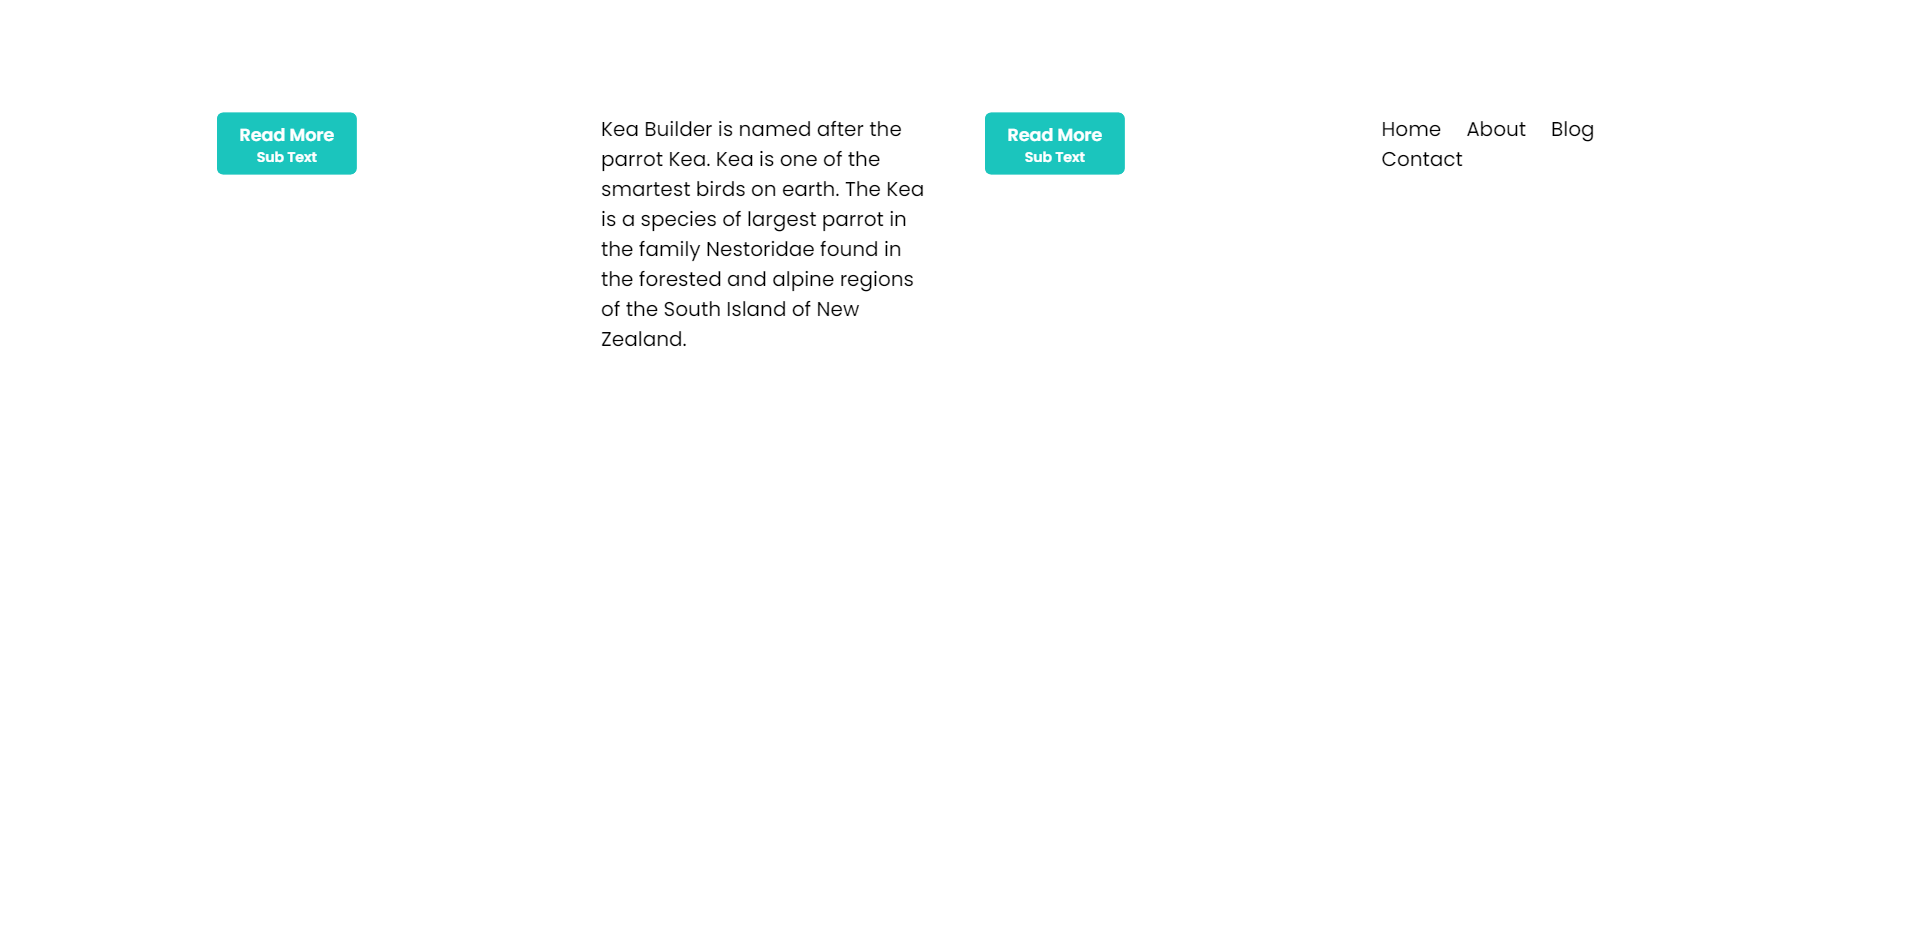 Read More
Sub Text
Kea Builder is named after the
parrot Kea. Kea is one of the
smartest birds on earth. The Kea
is a species of largest parrot in
the family Nestoridae found in
the forested and alpine regions
of the South Island of New
Zealand.
Read More
Sub Text
Home About Blog
Contact